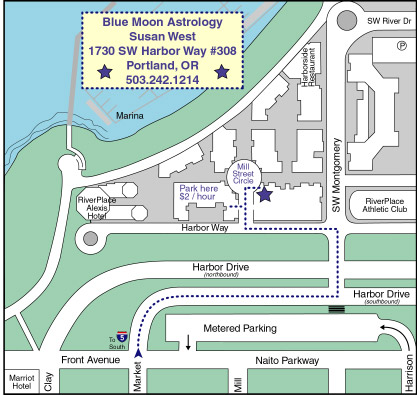 Blue Moon Astrology
Susan West
1730 SW Harbor Way #308
Portland, OR
503.242.1214
SW River Dr
P
Harborside
Restaurant
Marina
Mill
Street
Circle
SW Montgomery
Park here
$2 / hour
RiverPlace
Alexis
Hotel
RiverPlace
Athletic Club
Harbor Way
Harbor Drive
(northbound)
Harbor Drive
(southbound)
Metered Parking
To
5
South
Front Avenue
Naito Parkway
Marriot
Hotel
Clay
Market
Mill
Harrison